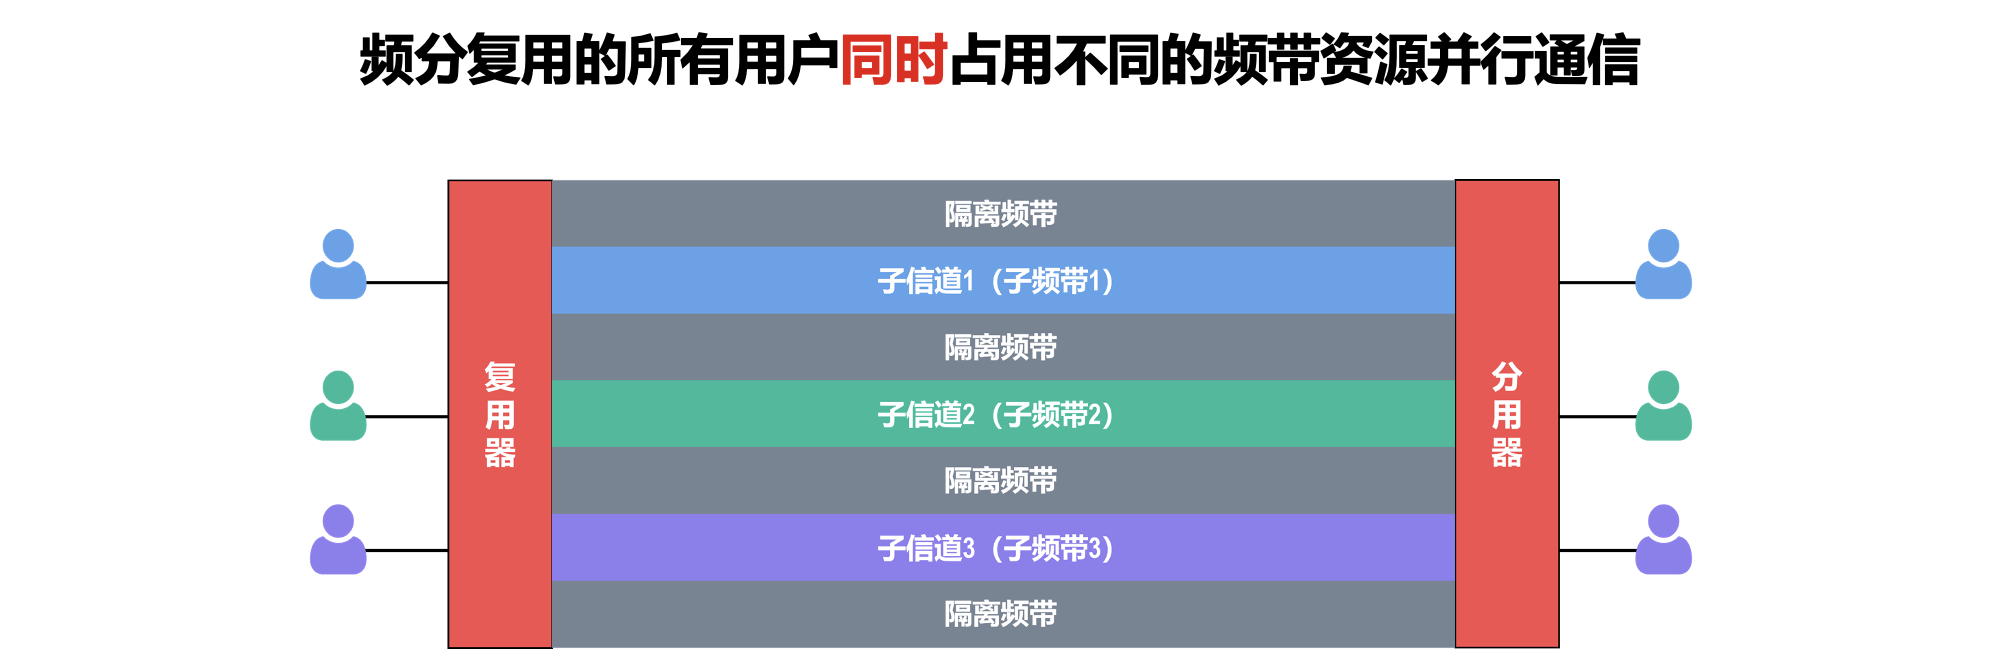 频分复用的所有用户同时占用不同的频带资源并行通信
复用器
隔离频带
子信道1（子频带1）
隔离频带
子信道2（子频带2）
隔离频带
子信道3（子频带3）
隔离频带
分用器